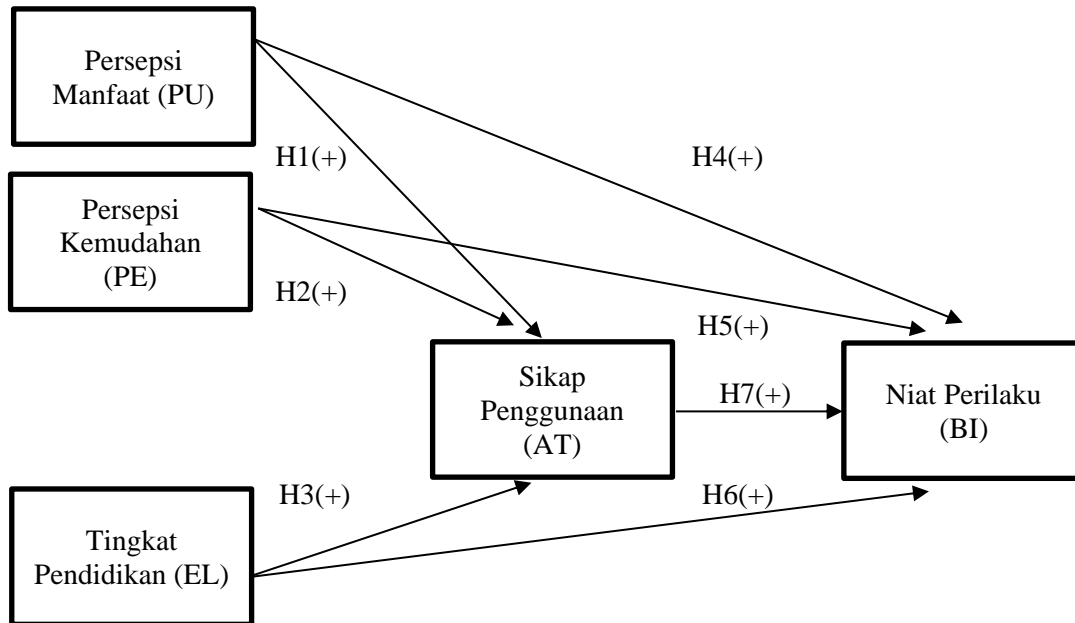 Persepsi
Manfaat (PU)
H1(+)
H4(+)
Persepsi
Kemudahan
(PE)
H2(+)
H5(+)
Sikap
Penggunaan
(AT)
H7(+)
Niat Perilaku
(BI)
H3(+)
H6(+)
Tingkat
Pendidikan (EL)